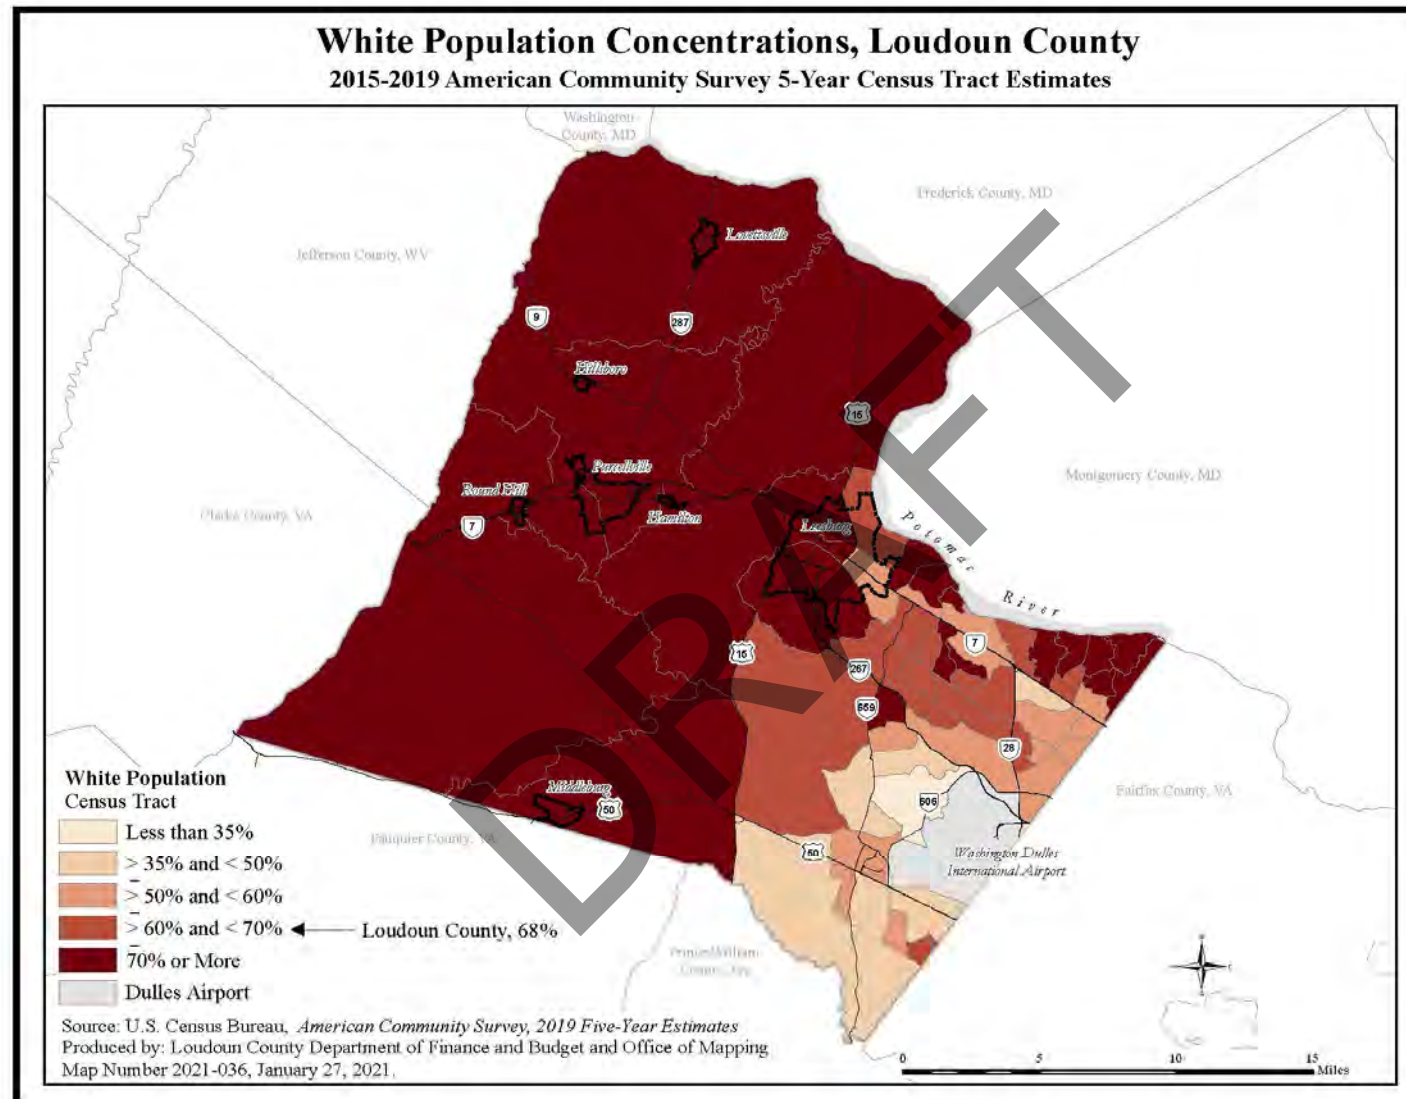 White Population Concentrations, Loudoun County
2015-2019 American Community Survey 5-Year Census Tract Estimates
Washington
County, MD
Frederick County, MD
Jefferson County, WV
Lovettsville
9
287
Hillsboro
15
Purcellville
Round Hill
Hamilton
7
Leesburg
Clarke County, VA
Montgomery County, MD
Potomac
River
15
267
7
659
28
606
50
Middleburg
50
Fauquier County, VA
Fairfax County, VA
Washington Dulles
International Airport
Prince William
County, VA
DRAFT
White Population
Census Tract
Less than 35%
> 35% and < 50%
> 50% and < 60%
> 60% and < 70%
Loudoun County, 68%
70% or More
Dulles Airport
Source: U.S. Census Bureau, American Community Survey, 2019 Five-Year Estimates
Produced by: Loudoun County Department of Finance and Budget and Office of Mapping
Map Number 2021-036, January 27, 2021.
0 5 10 15
Miles